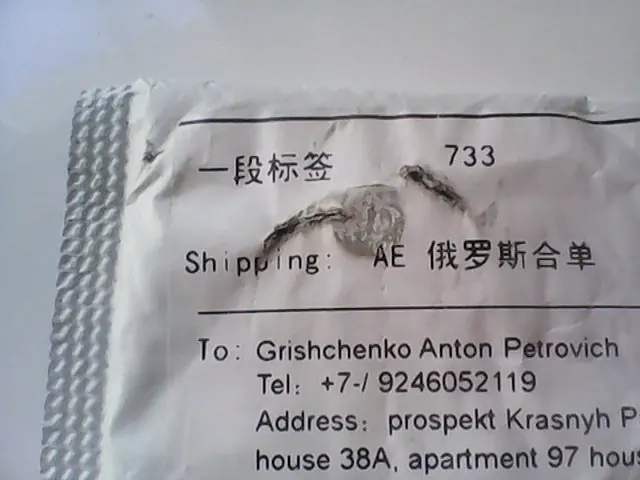 一段标签 733
Shipping: AE 俄罗斯合单
To: Grishchenko Anton Petrovich
Tel: +7-/ 9246052119
Address: prospekt Krasnyh P
house 38A, apartment 97 hous